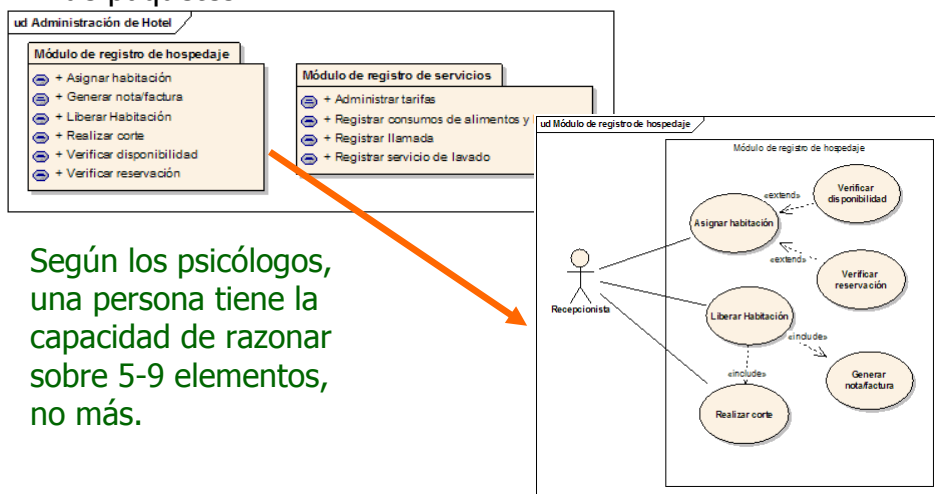 de paquetes
ud Administración de Hotel
Módulo de registro de hospedaje
+ Asignar habitación
+ Generar nota/factura
+ Liberar Habitación
+ Realizar corte
+ Verificar disponibilidad
+ Verificar reservación
Módulo de registro de servicios
+ Administrar tarifas
+ Registrar consumos de alimentos y
+ Registrar llamada
+ Registrar servicio de lavado
ud Módulo de registro de hospedaje
Módulo de registro de hospedaje
Verificar
disponibilidad
«extend»
Asignar habitación
«extend»
Verificar
reservación
Recepcionista
Liberar Habitación
«include»
Generar
nota/factura
«include»
Realizar corte
Según los psicólogos,
una persona tiene la
capacidad de razonar
sobre 5-9 elementos,
no más.